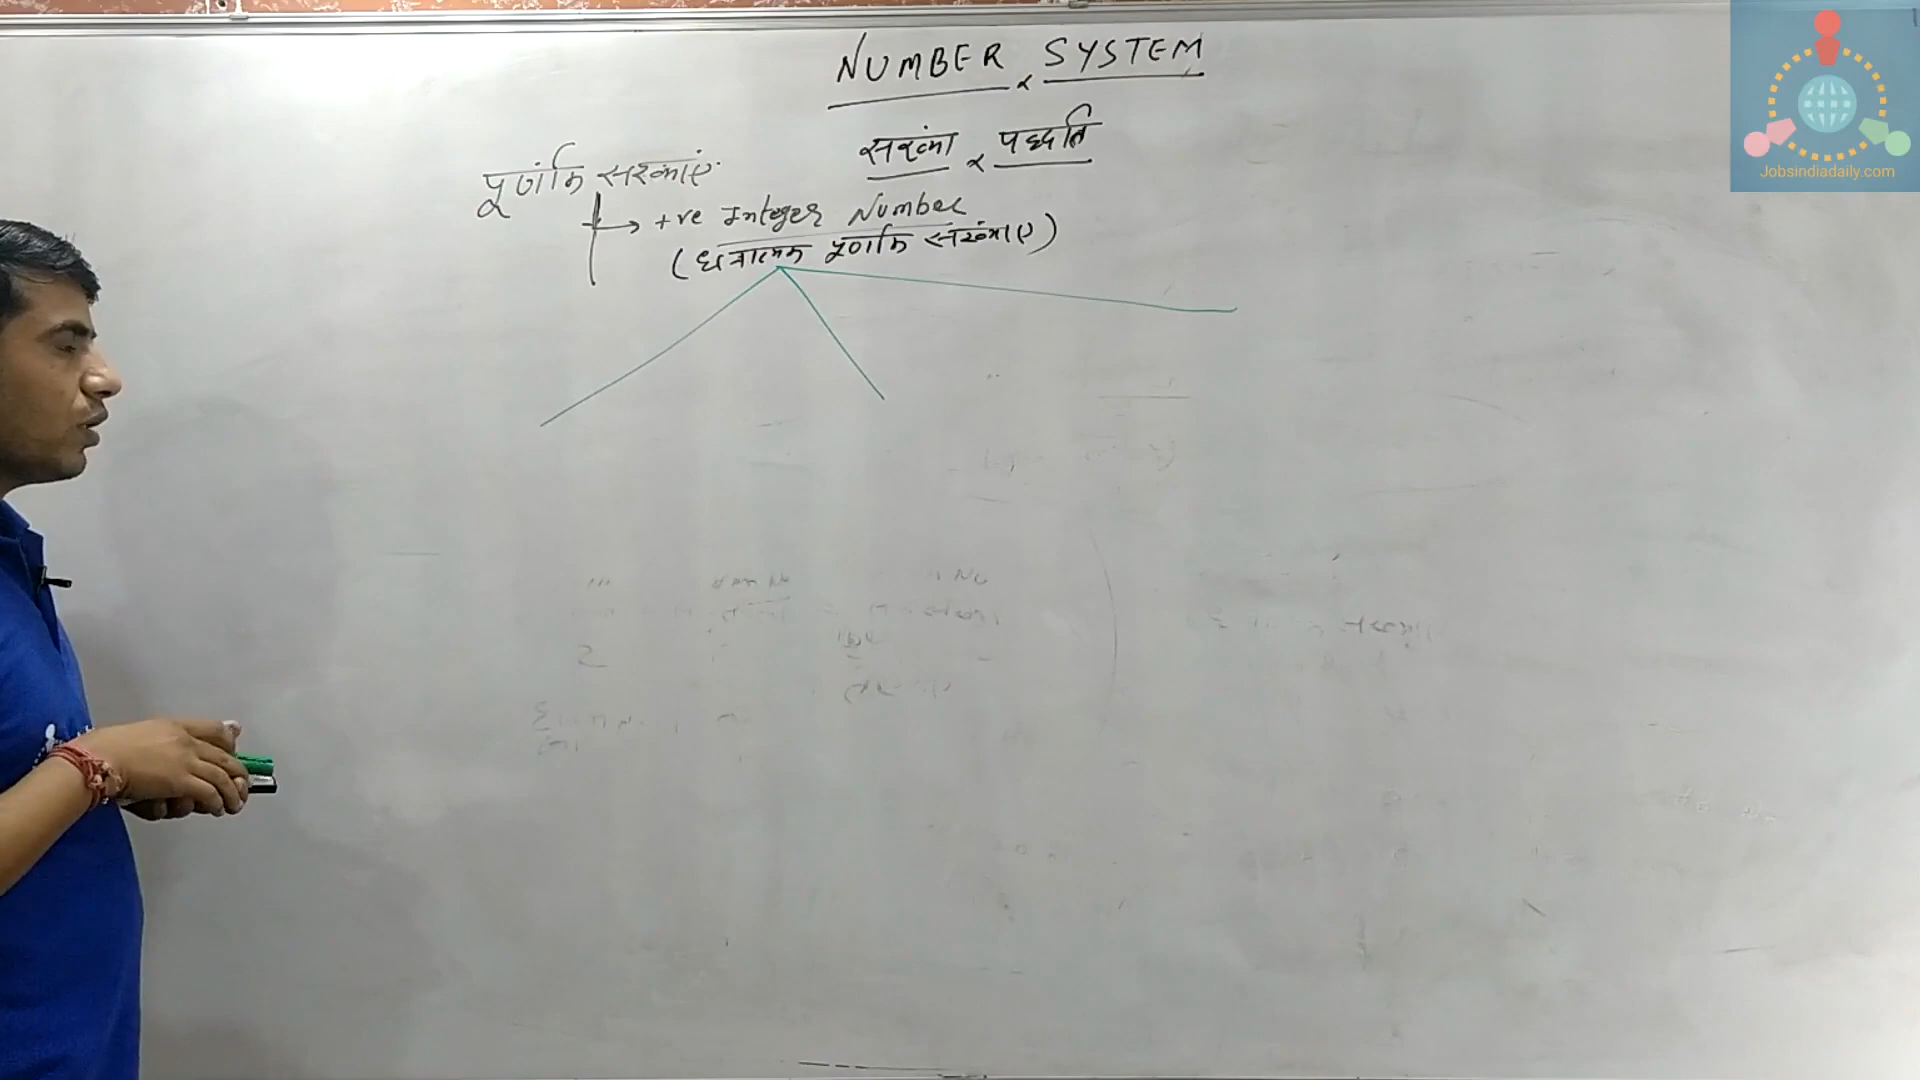 NUMBER SYSTEM
संख्या पद्धति
पूर्णांक संख्याएं
+ve Integer Number
(धनात्मक पूर्णांक संख्याएं)
Jobsindiadaily.com